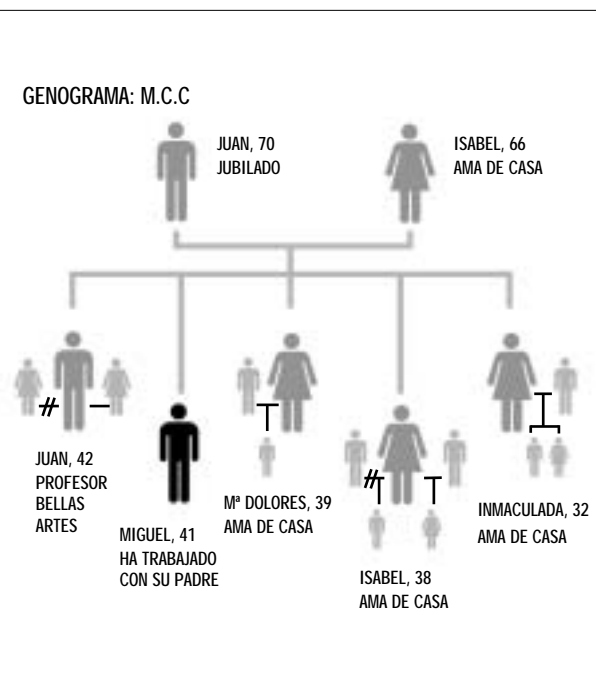 GENOGRAMA: M.C.C
JUAN, 70
JUBILADO
ISABEL, 66
AMA DE CASA
JUAN, 42
PROFESOR
BELLAS
ARTES
MIGUEL, 41
HA TRABAJADO
CON SU PADRE
Mª DOLORES, 39
AMA DE CASA
ISABEL, 38
AMA DE CASA
INMACULADA, 32
AMA DE CASA